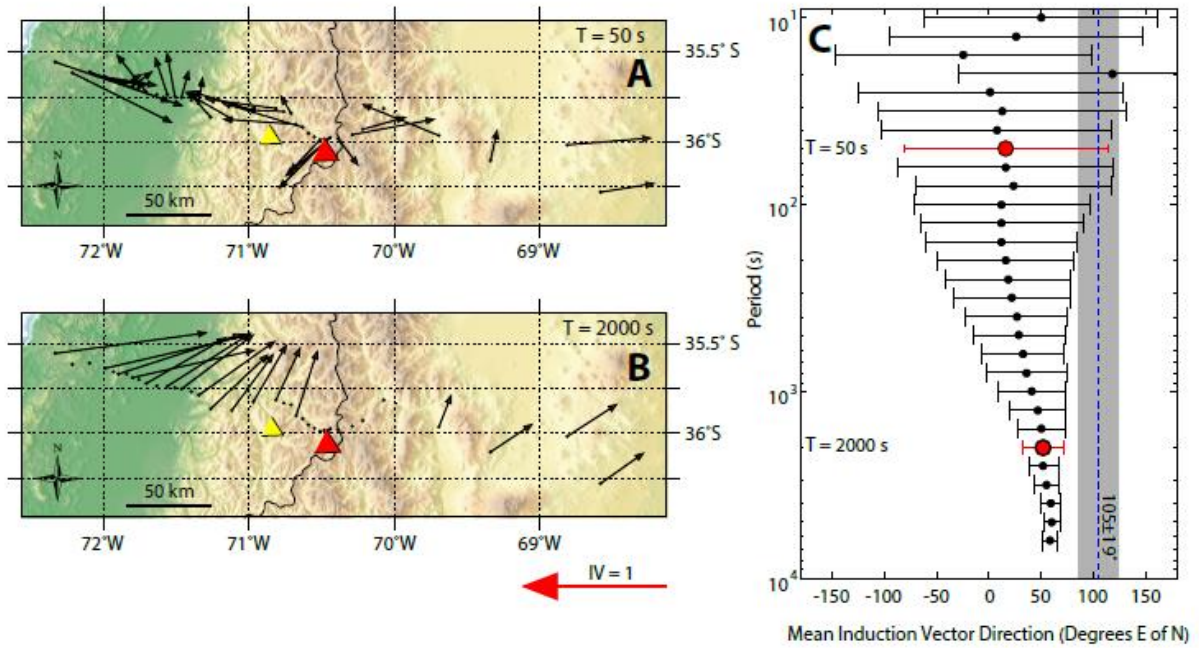 T = 50 s
A
35.5° S
36°S
N
50 km
72°W
71°W
70°W
69°W
T = 2000 s
B
35.5° S
36°S
N
50 km
72°W
71°W
70°W
69°W
IV = 1
C
10¹
T = 50 s
10²
Period (s)
10³
T = 2000 s
105±19°
10⁴
-150 -100 -50 0 50 100 150
Mean Induction Vector Direction (Degrees E of N)